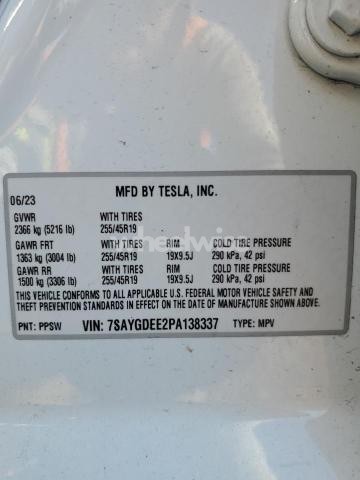 06/23 MFD BY TESLA, INC.
GVWR WITH TIRES
2366 kg (5216 lb) 255/45R19
GAWR FRT WITH TIRES RIM COLD TIRE PRESSURE
1363 kg (3004 lb) 255/45R19 19X9.5J 290 kPa, 42 psi
GAWR RR WITH TIRES RIM COLD TIRE PRESSURE
1500 kg (3306 lb) 255/45R19 19X9.5J 290 kPa, 42 psi
THIS VEHICLE CONFORMS TO ALL APPLICABLE U.S. FEDERAL MOTOR VEHICLE SAFETY AND
THEFT PREVENTION STANDARDS IN EFFECT ON THE DATE OF MANUFACTURE SHOWN ABOVE.
PNT: PPSW VIN: 7SAYGDEE2PA138337 TYPE: MPV